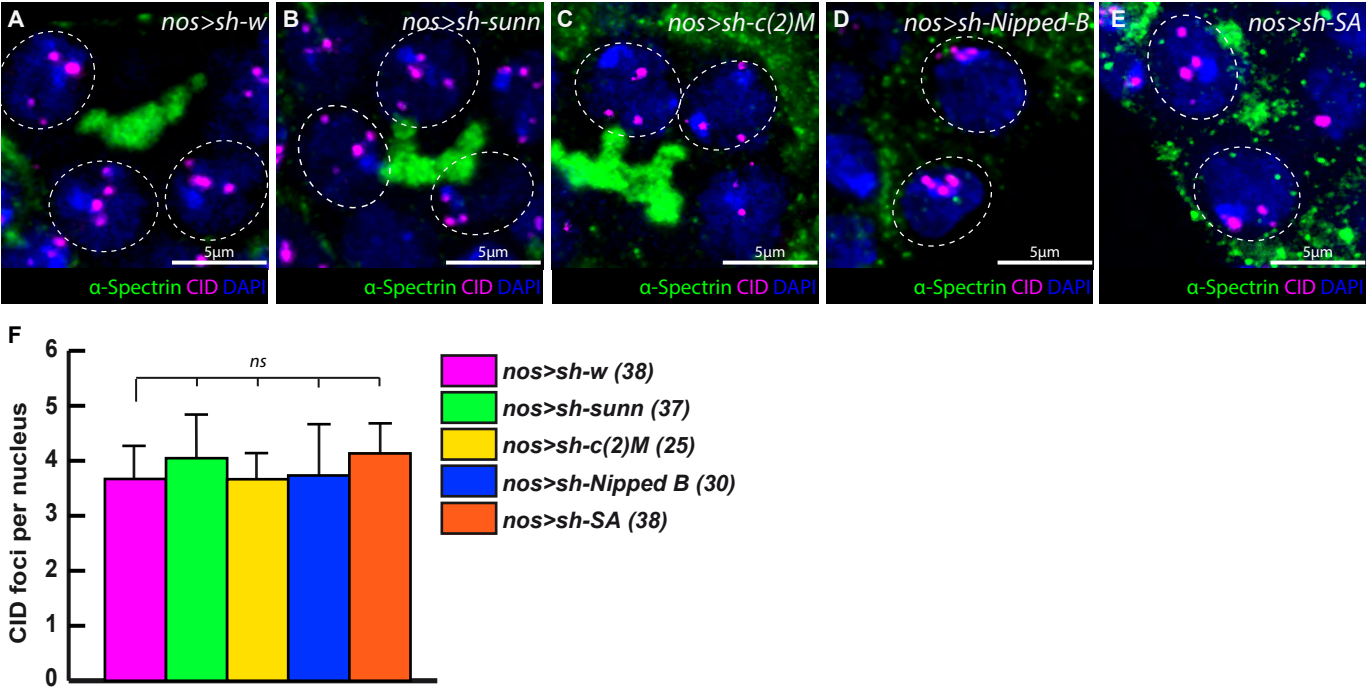 A nos>sh-w
B nos>sh-sunn
C nos>sh-c(2)M
D nos>sh-Nipped-B
E nos>sh-SA
5μm
5μm
5μm
5μm
5μm
α-Spectrin CID DAPI
α-Spectrin CID DAPI
α-Spectrin CID DAPI
α-Spectrin CID DAPI
α-Spectrin CID DAPI
F
CID foci per nucleus
6
5
4
3
2
1
0
ns
nos>sh-w (38)
nos>sh-sunn (37)
nos>sh-c(2)M (25)
nos>sh-Nipped B (30)
nos>sh-SA (38)